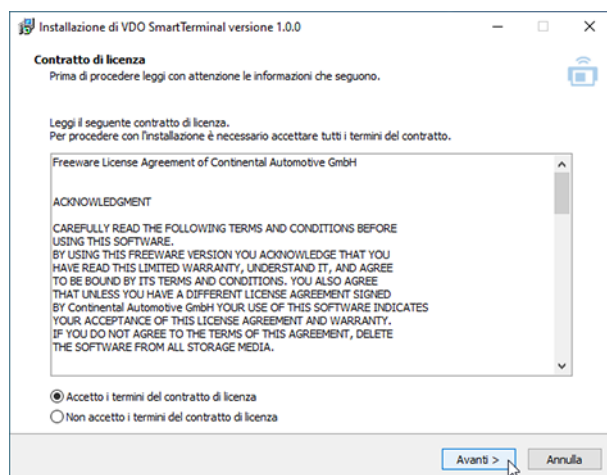 Installazione di VDO SmartTerminal versione 1.0.0
Contratto di licenza
Prima di procedere leggi con attenzione le informazioni che seguono.
Leggi il seguente contratto di licenza.
Per procedere con l'installazione è necessario accettare tutti i termini del contratto.
Freeware License Agreement of Continental Automotive GmbH
ACKNOWLEDGMENT
CAREFULLY READ THE FOLLOWING TERMS AND CONDITIONS BEFORE
USING THIS SOFTWARE.
BY USING THIS FREEWARE VERSION YOU ACKNOWLEDGE THAT YOU
HAVE READ THIS LIMITED WARRANTY, UNDERSTAND IT, AND AGREE
TO BE BOUND BY ITS TERMS AND CONDITIONS. YOU ALSO AGREE
THAT UNLESS YOU HAVE A DIFFERENT LICENSE AGREEMENT SIGNED
BY Continental Automotive GmbH YOUR USE OF THIS SOFTWARE INDICATES
YOUR ACCEPTANCE OF THIS LICENSE AGREEMENT AND WARRANTY.
IF YOU DO NOT AGREE TO THE TERMS OF THIS AGREEMENT, DELETE
THE SOFTWARE FROM ALL STORAGE MEDIA.
Accetto i termini del contratto di licenza
Non accetto i termini del contratto di licenza
Avanti >
Annulla